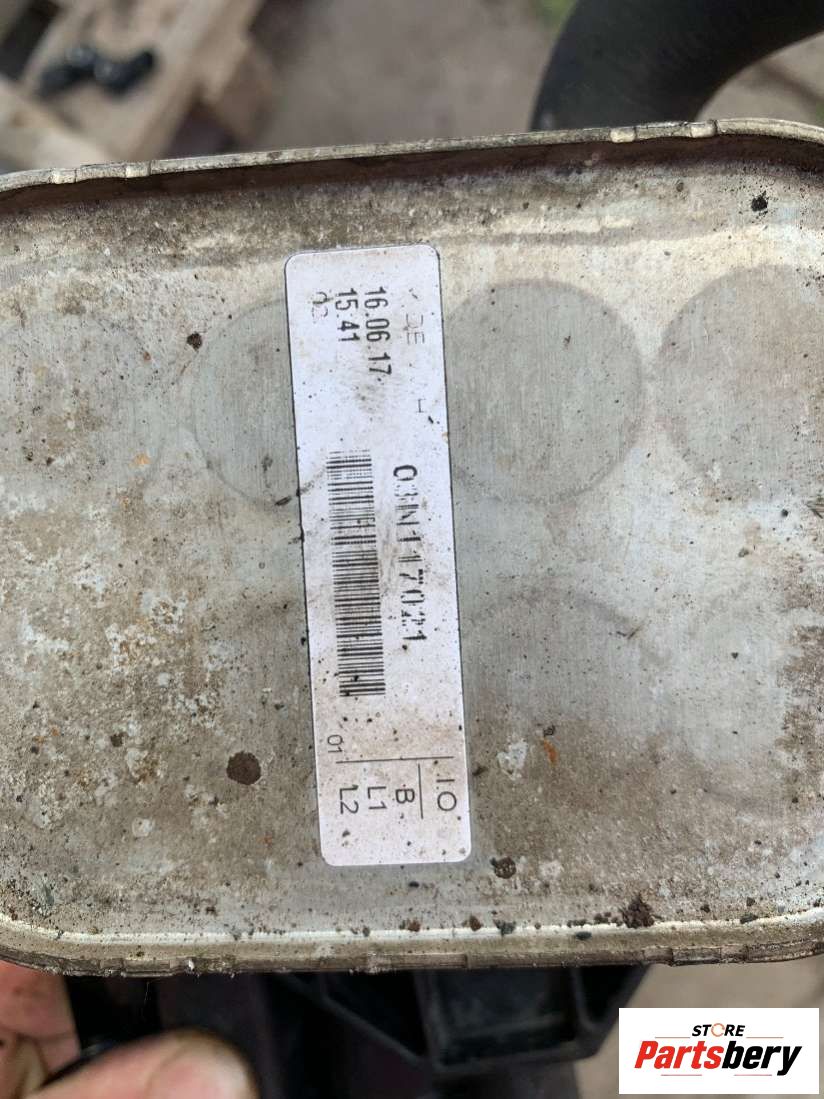 16.06.17
15:41
03N117021
IO
B
L1
L2
01
STORE
Partsbery